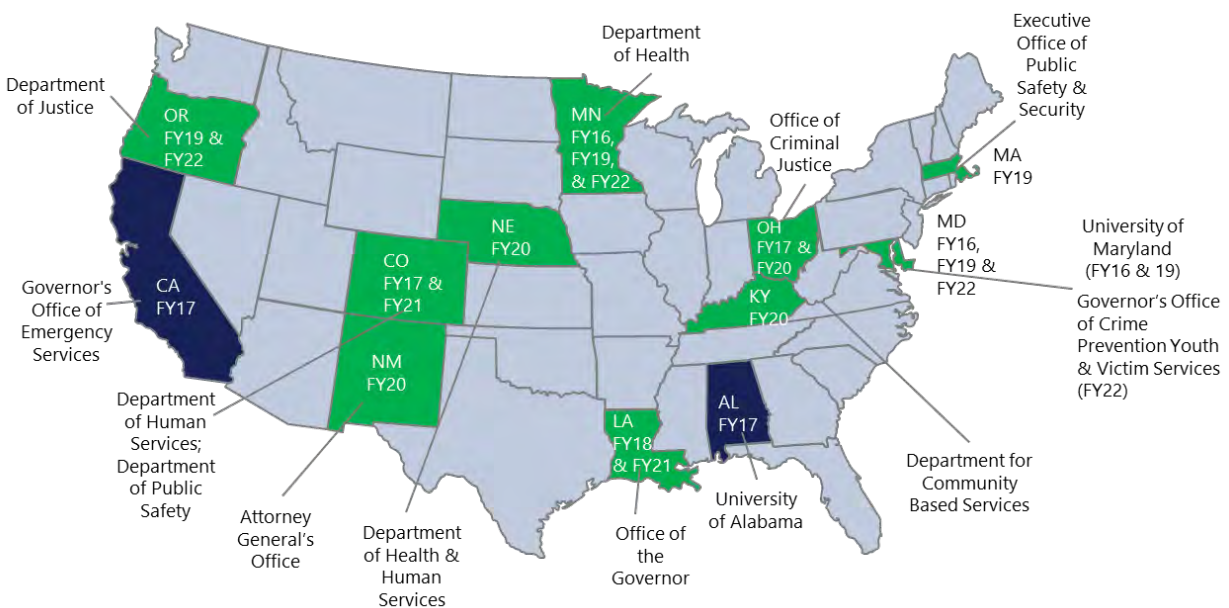 Department
of Justice
OR
FY19 &
FY22
Governor's
Office of
Emergency
Services
CA
FY17
Department
of Human
Services;
Department
of Public
Safety
CO
FY17 &
FY21
Attorney
General's
Office
NM
FY20
Department
of Health &
Human
Services
NE
FY20
Department
of Health
MN
FY16,
FY19,
& FY22
Office of
the
Governor
LA
FY18
& FY21
University
of Alabama
AL
FY17
Office of
Criminal
Justice
OH
FY17 &
FY20
KY
FY20
Department for
Community
Based Services
Executive
Office of
Public
Safety &
Security
MA
FY19
MD
FY16,
FY19 &
FY22
University of
Maryland
(FY16 & 19)
Governor’s Office
of Crime
Prevention Youth
& Victim Services
(FY22)